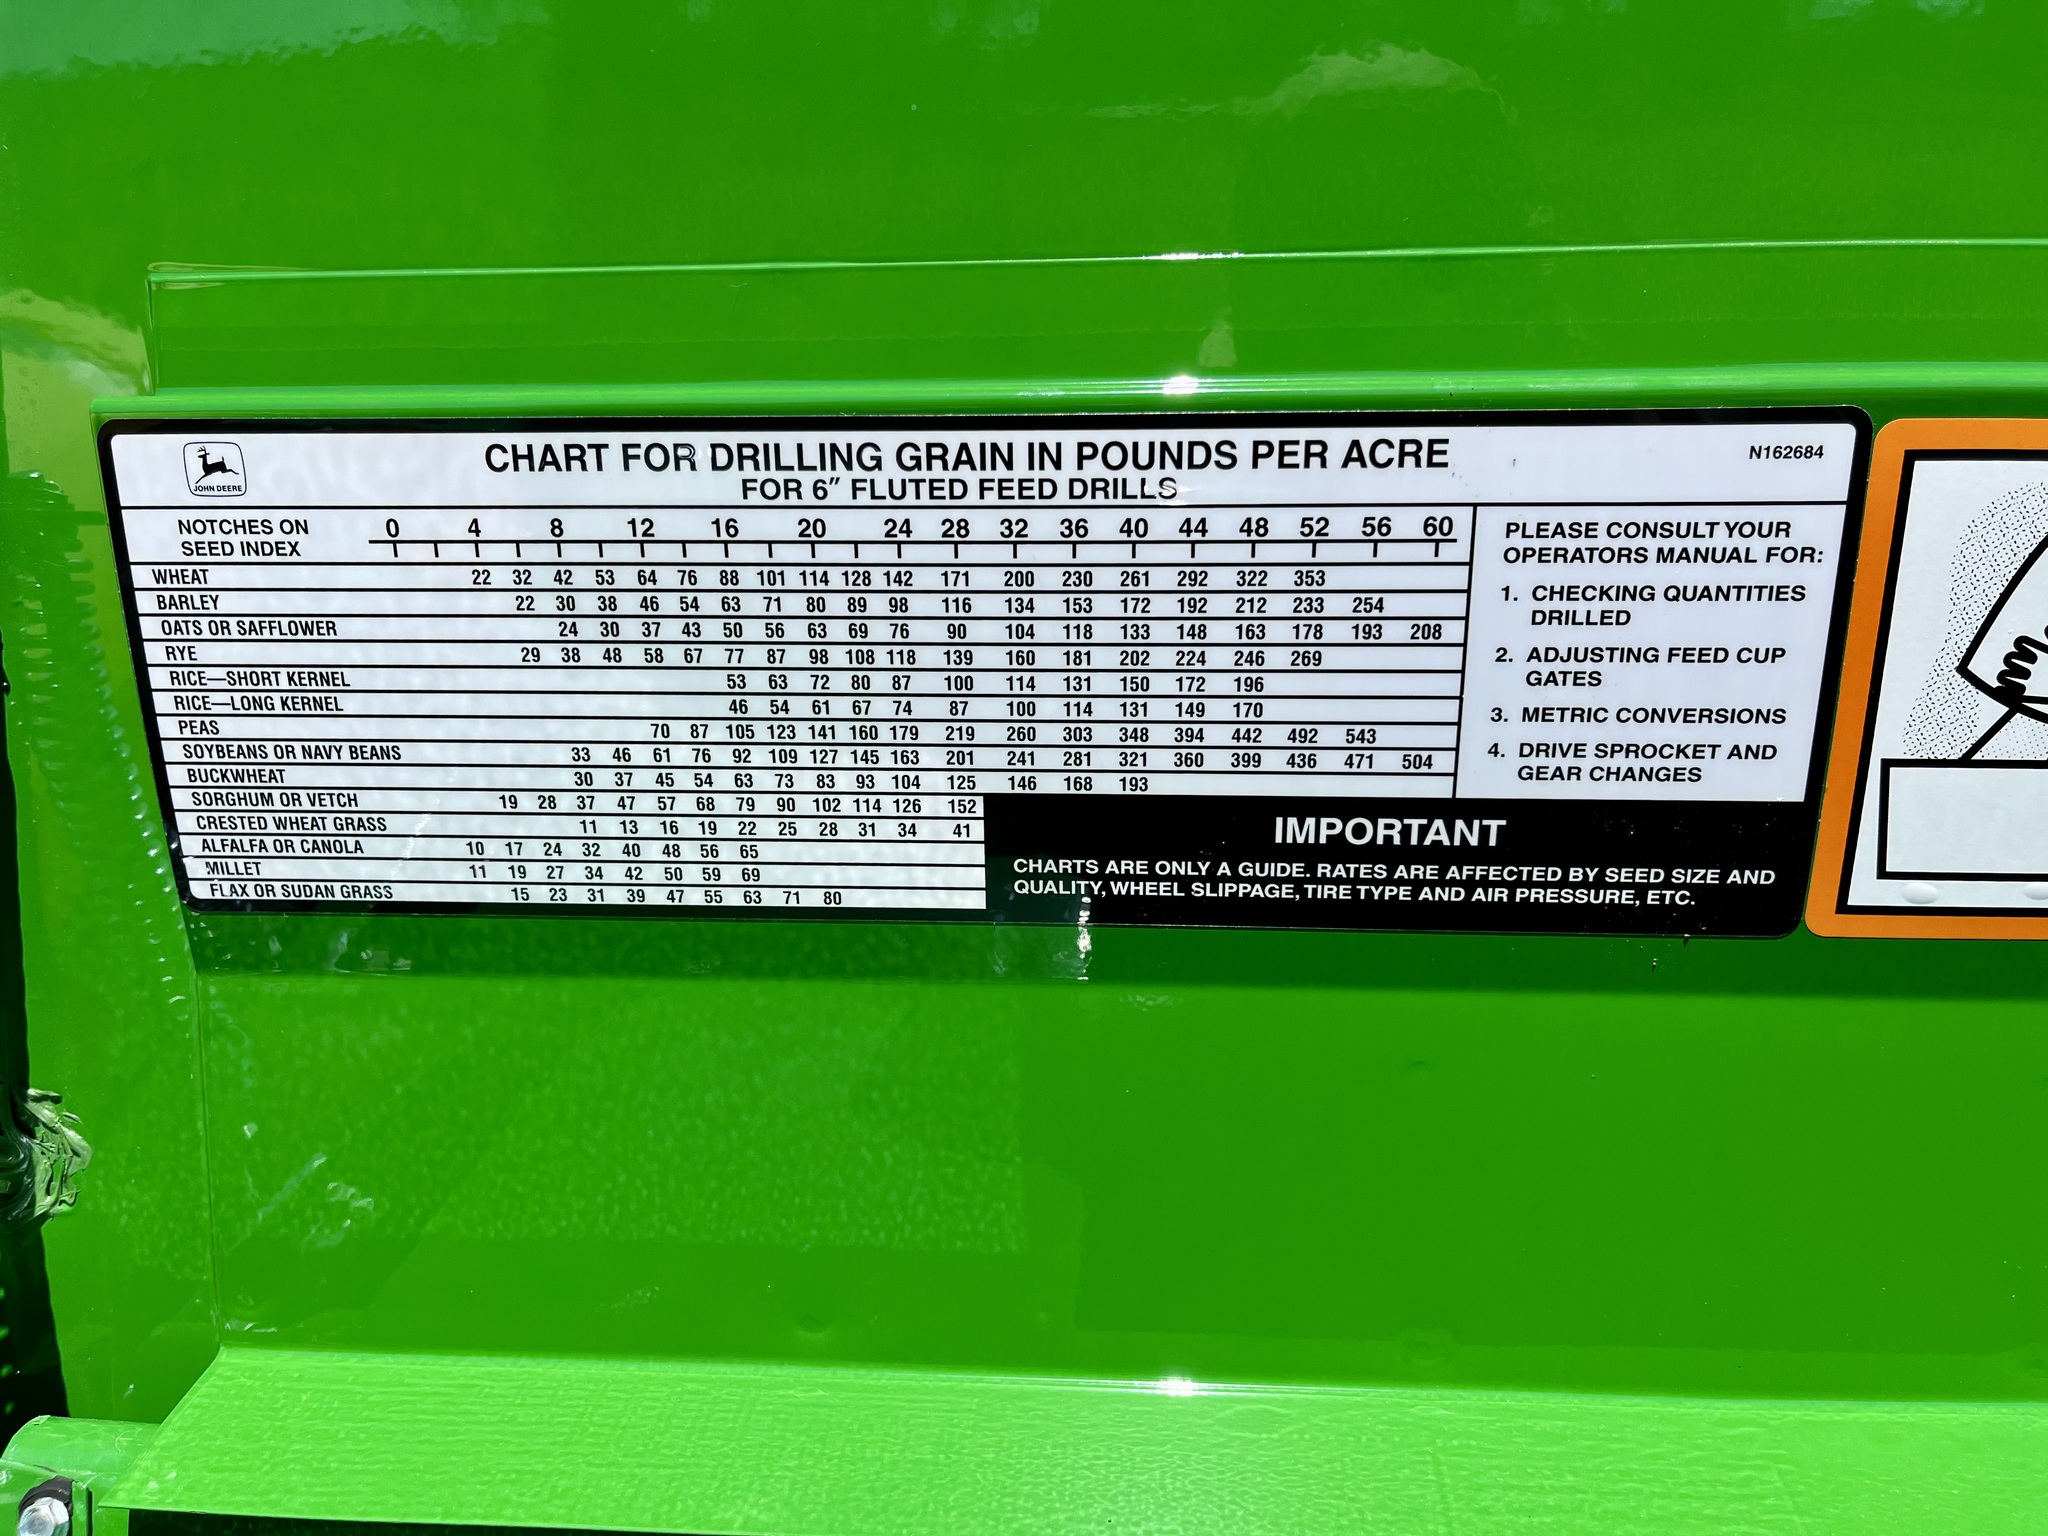 JOHN DEERE
CHART FOR DRILLING GRAIN IN POUNDS PER ACRE
FOR 6" FLUTED FEED DRILLS
N162684
NOTCHES ON
SEED INDEX
0 4 8 12 16 20 24 28 32 36 40 44 48 52 56 60
WHEAT 22 32 42 53 64 76 88 101 114 128 142 171 200 230 261 292 322 353
BARLEY 22 30 38 46 54 63 71 80 89 98 116 134 153 172 192 212 233 254
OATS OR SAFFLOWER 24 30 37 43 50 56 63 69 76 90 104 118 133 148 163 178 193 208
RYE 29 38 48 58 67 77 87 98 108 118 139 160 181 202 224 246 269
RICE—SHORT KERNEL 53 63 72 80 87 100 114 131 150 172 196
RICE—LONG KERNEL 46 54 61 67 74 87 100 114 131 149 170
PEAS 70 87 105 123 141 160 179 219 260 303 348 394 442 492 543
SOYBEANS OR NAVY BEANS 33 46 61 76 92 109 127 145 163 201 241 281 321 360 399 436 471 504
BUCKWHEAT 30 37 45 54 63 73 83 93 104 125 146 168 193
SORGHUM OR VETCH 19 28 37 47 57 68 79 90 102 114 126 152
CRESTED WHEAT GRASS 11 13 16 19 22 25 28 31 34 41
ALFALFA OR CANOLA 10 17 24 32 40 48 56 65
MILLET 11 19 27 34 42 50 59 69
FLAX OR SUDAN GRASS 15 23 31 39 47 55 63 71 80
PLEASE CONSULT YOUR
OPERATORS MANUAL FOR:
1. CHECKING QUANTITIES
DRILLED
2. ADJUSTING FEED CUP
GATES
3. METRIC CONVERSIONS
4. DRIVE SPROCKET AND
GEAR CHANGES
IMPORTANT
CHARTS ARE ONLY A GUIDE. RATES ARE AFFECTED BY SEED SIZE AND
QUALITY, WHEEL SLIPPAGE, TIRE TYPE AND AIR PRESSURE, ETC.